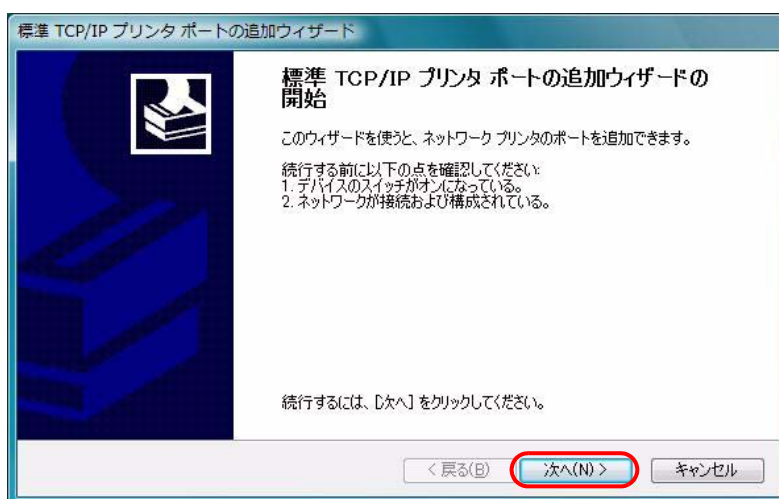 標準 TCP/IP プリンタ ポートの追加ウィザード
標準 TCP/IP プリンタ ポートの追加ウィザードの
開始
このウィザードを使うと、ネットワーク プリンタのポートを追加できます。
続行する前に以下の点を確認してください:
1. デバイスのスイッチがオンになっている。
2. ネットワークが接続および構成されている。
続行するには、[次へ] をクリックしてください。
< 戻る(B)
次へ(N) >
キャンセル